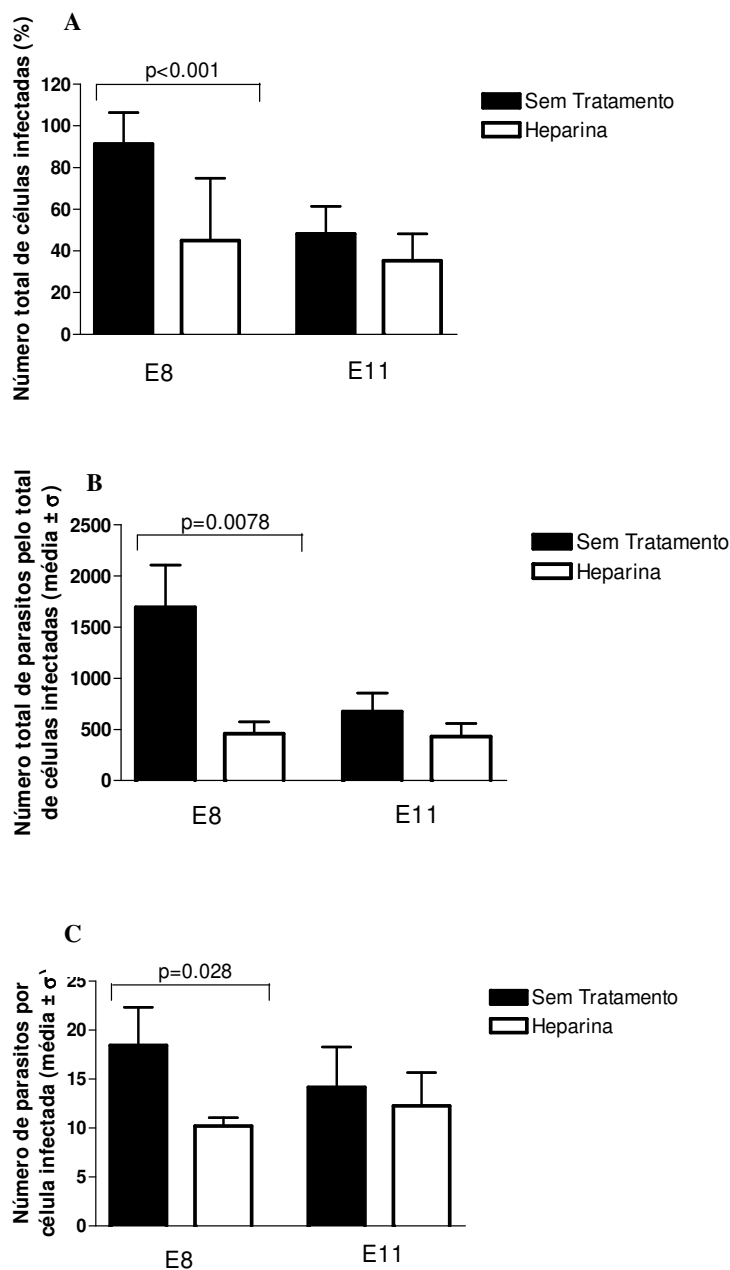 A
Número total de células infectadas (%)
p<0.001
120
100
80
60
40
20
0
E8
E11
Sem Tratamento
Heparina
B
Número total de parasitos pelo total
de células infectadas (média ± σ)
p=0.0078
2500
2000
1500
1000
500
0
E8
E11
Sem Tratamento
Heparina
C
Número de parasitos por
célula infectada (média ± σ)
p=0.028
25
20
15
10
5
0
E8
E11
Sem Tratamento
Heparina